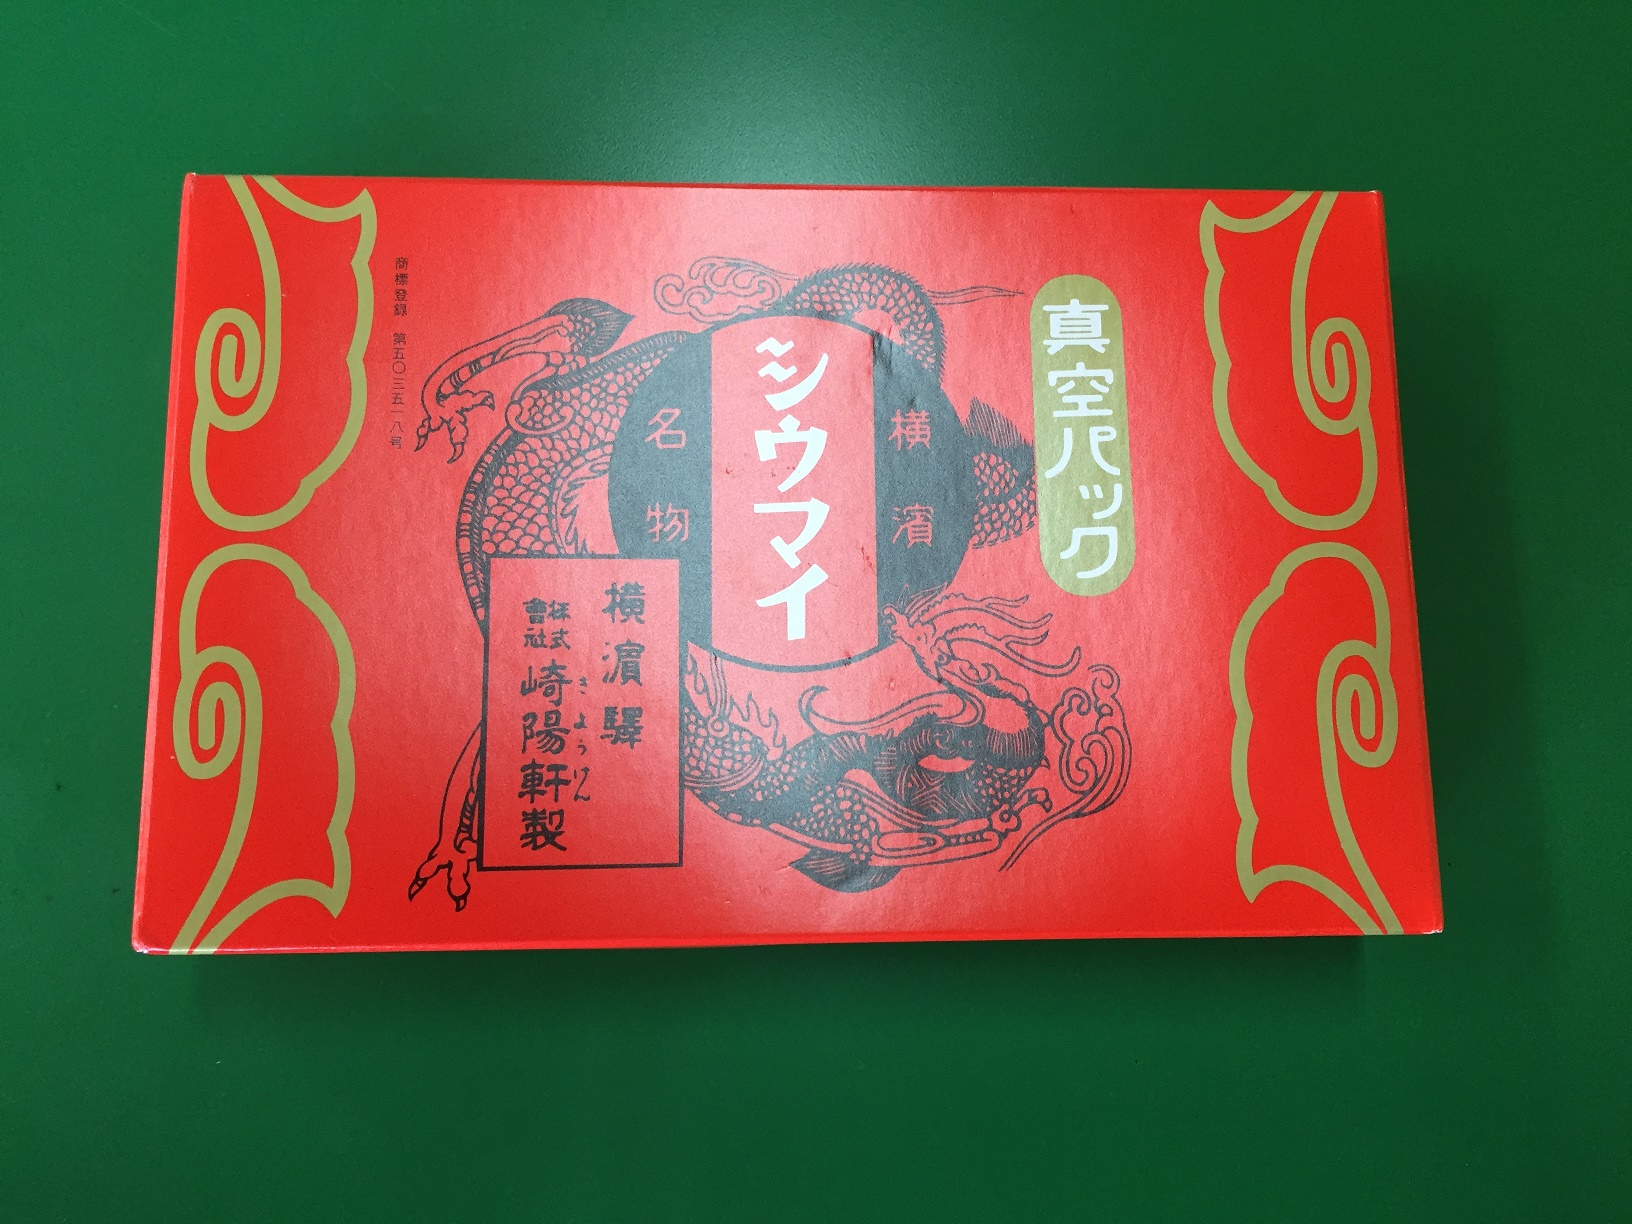 真空パック
横濱
シウマイ
名物
横濱驛
株式
會社
崎陽軒製
きようけん
商標登録 第五〇三五一八号